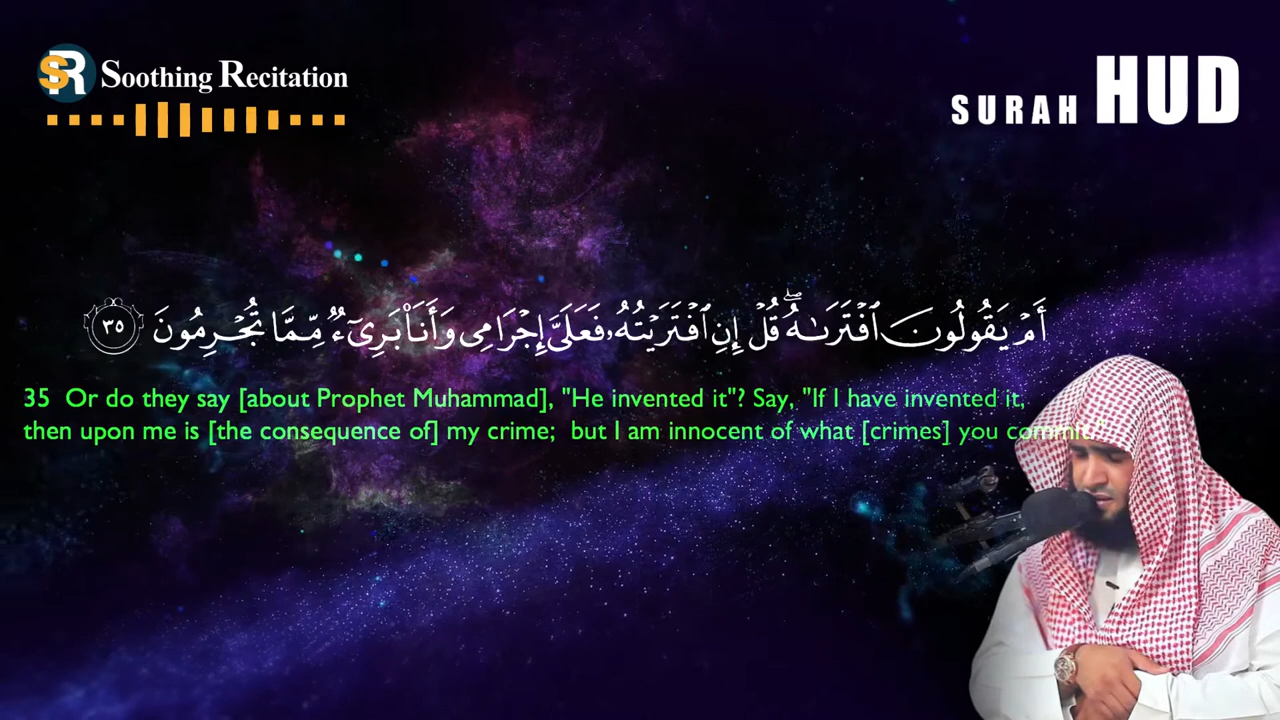 SR Soothing Recitation
SURAH HUD
أَمْ يَقُولُونَ ٱفْتَرَىٰهُ ۖ قُلْ إِنِ ٱفْتَرَيْتُهُۥ فَعَلَىَّ إِجْرَامِى وَأَنَا۠ بَرِىٓءٌ مِّمَّا تُجْرِمُونَ ٣٥
35 Or do they say [about Prophet Muhammad], "He invented it"? Say, "If I have invented it,
then upon me is [the consequence of] my crime; but I am innocent of what [crimes] you commit."